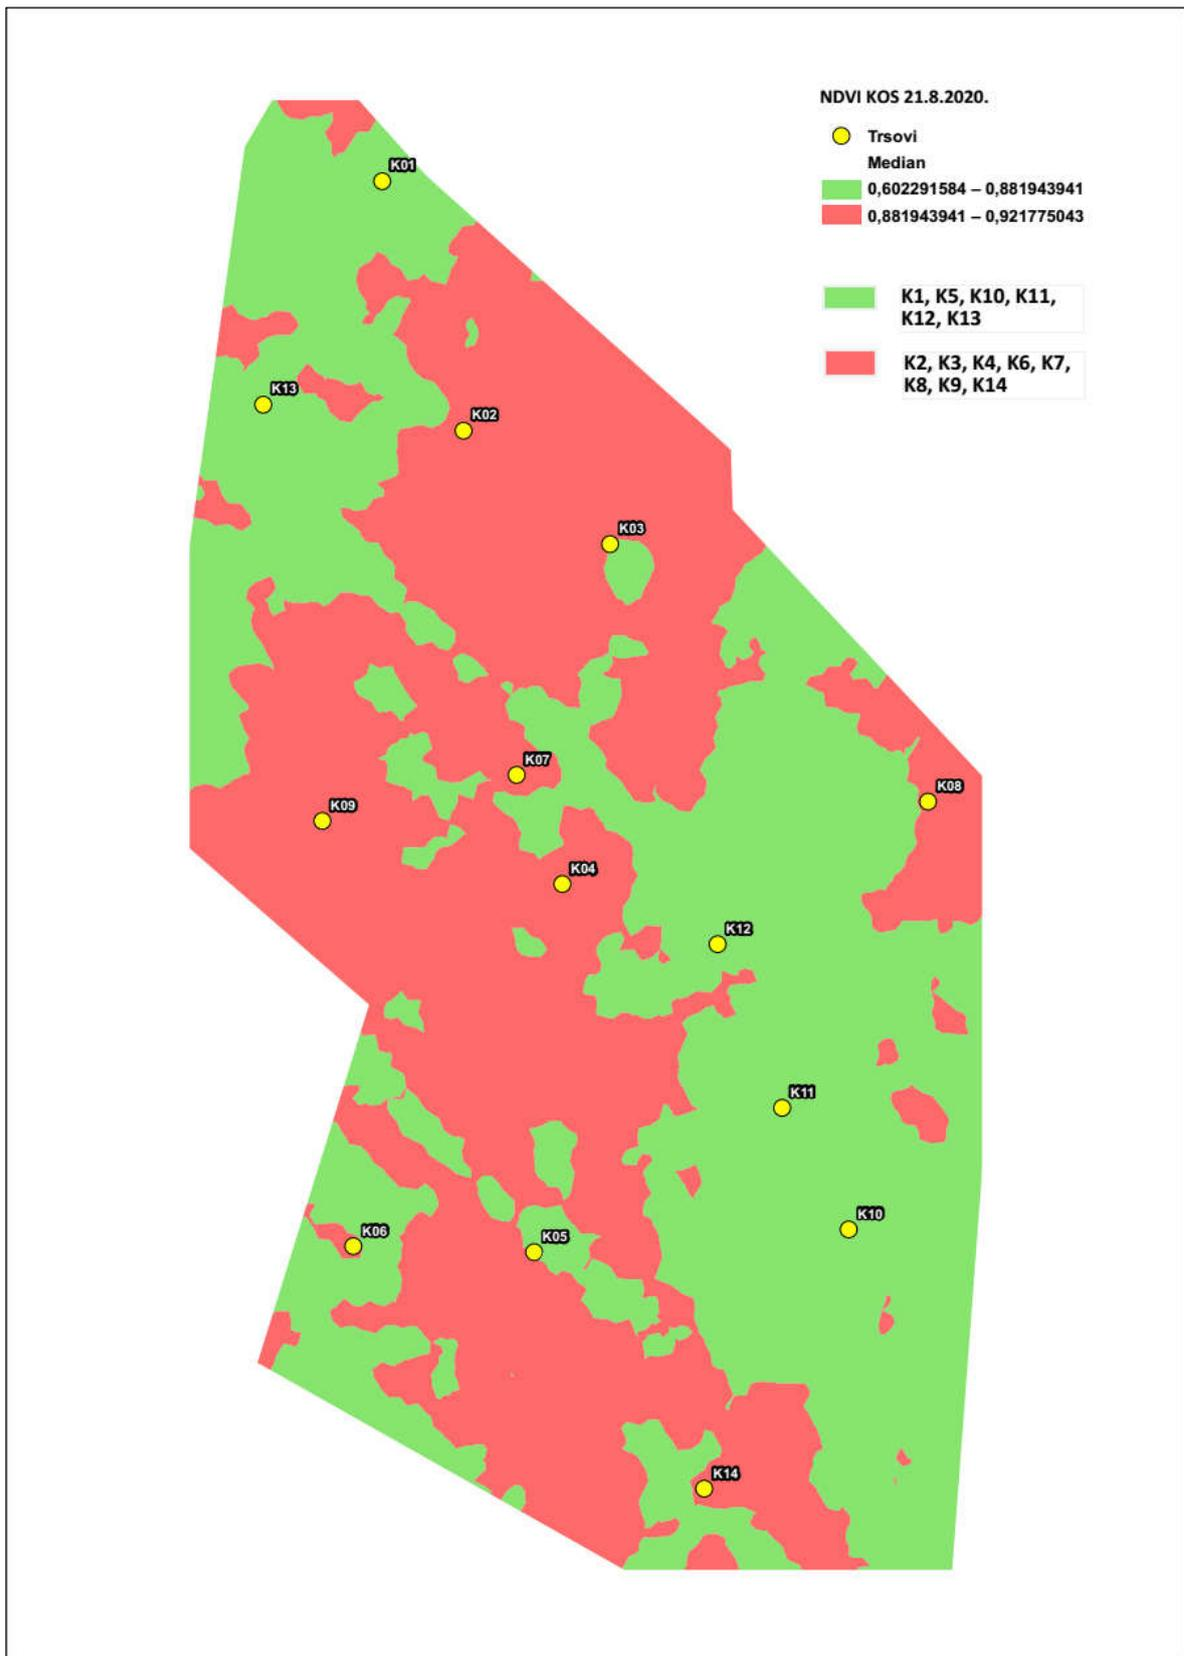 NDVI KOS 21.8.2020.
Trsovi
Median
0,602291584 – 0,881943941
0,881943941 – 0,921775043
K1, K5, K10, K11,
K12, K13
K2, K3, K4, K6, K7,
K8, K9, K14
K01
K13
K02
K03
K07
K08
K09
K04
K12
K11
K10
K06
K05
K14